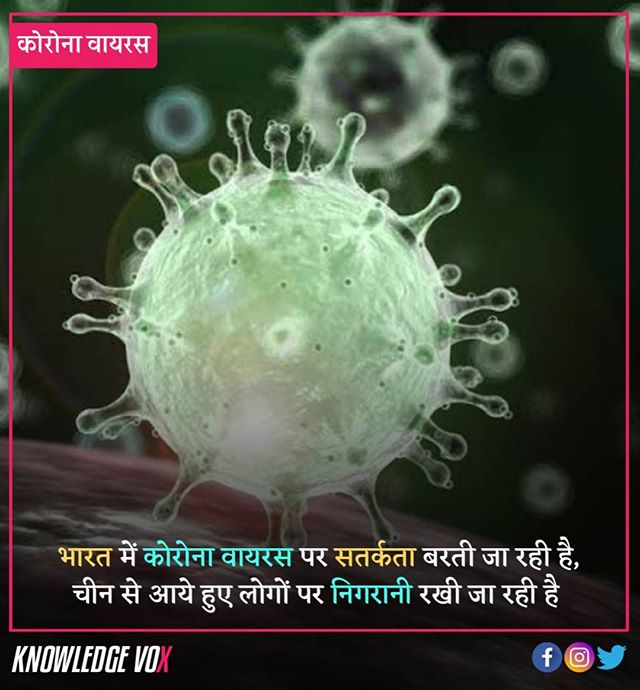 कोरोना वायरस
भारत में कोरोना वायरस पर सतर्कता बरती जा रही है,
चीन से आये हुए लोगों पर निगरानी रखी जा रही है
KNOWLEDGE VOX